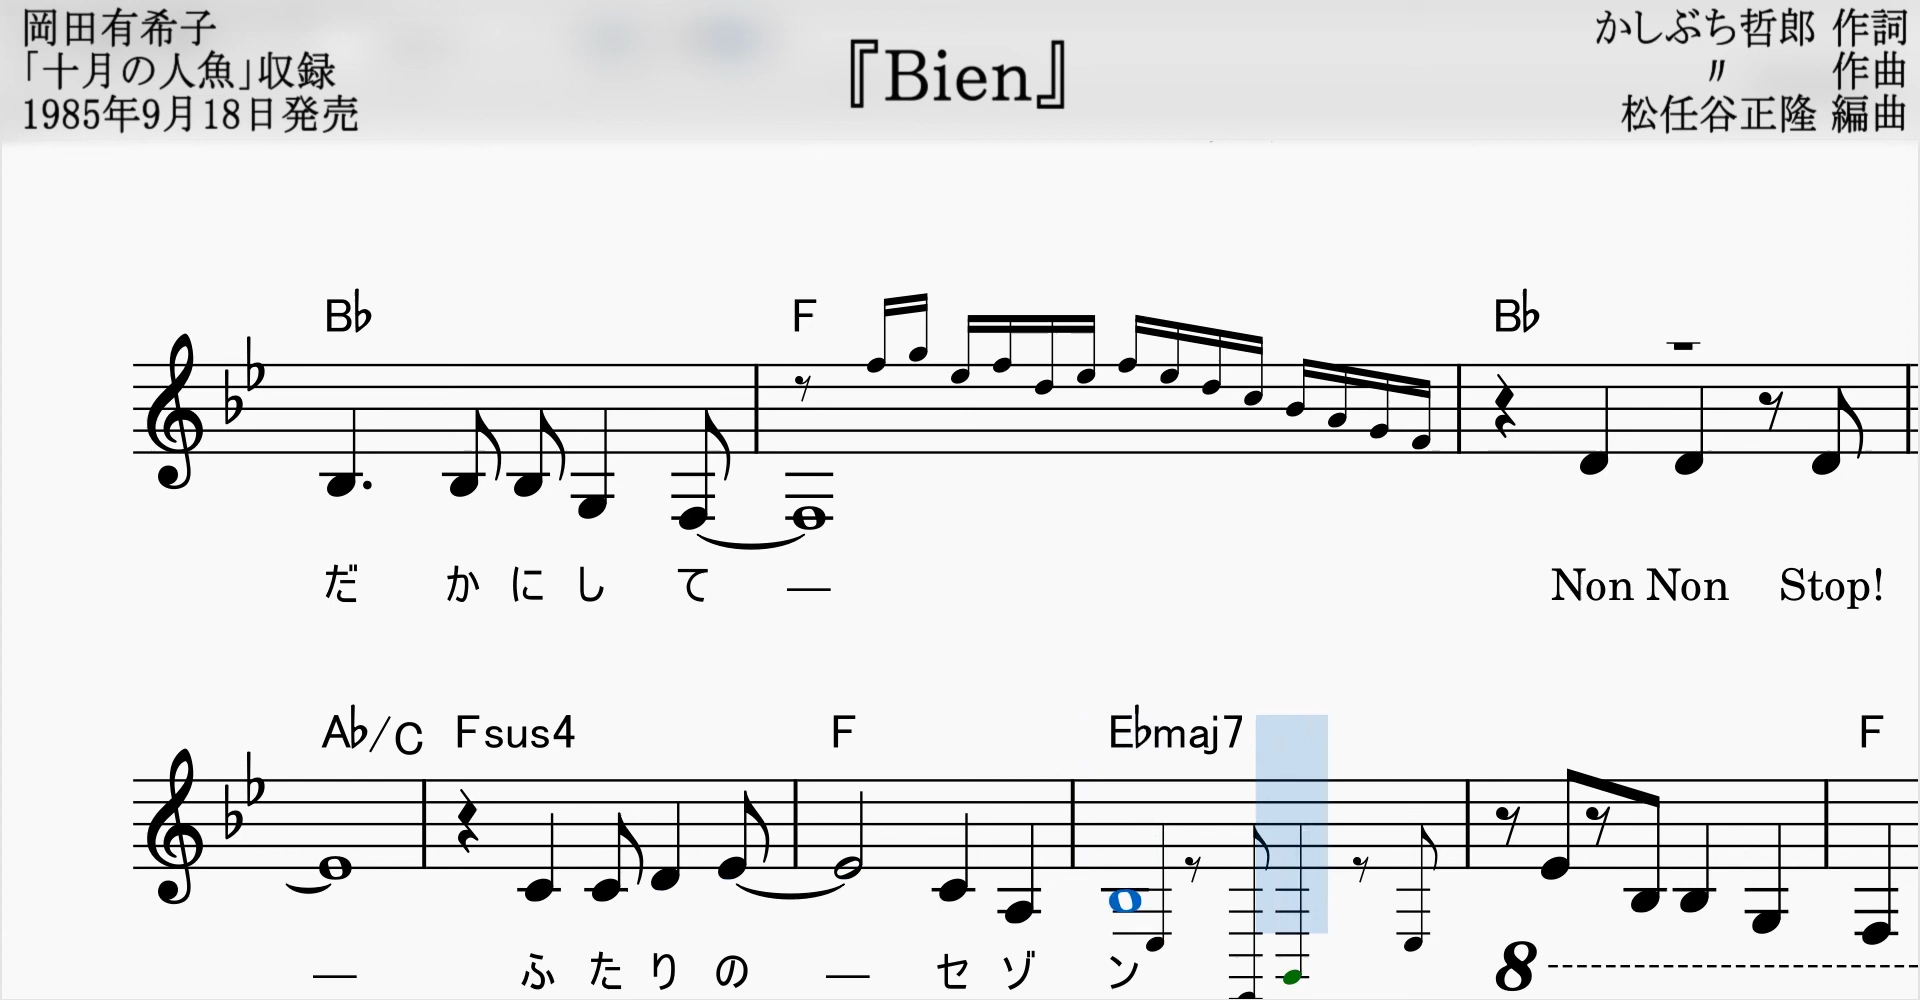 岡田有希子
「十月の人魚」収録
1985年9月18日発売
『Bien』
かしぶち哲郎 作詞
〃 作曲
松任谷正隆 編曲
B♭ F B♭
だ か に し て —
Non Non Stop!
A♭/C Fsus4 F E♭maj7 F
— ふ た り の — セ ゾ ン
8